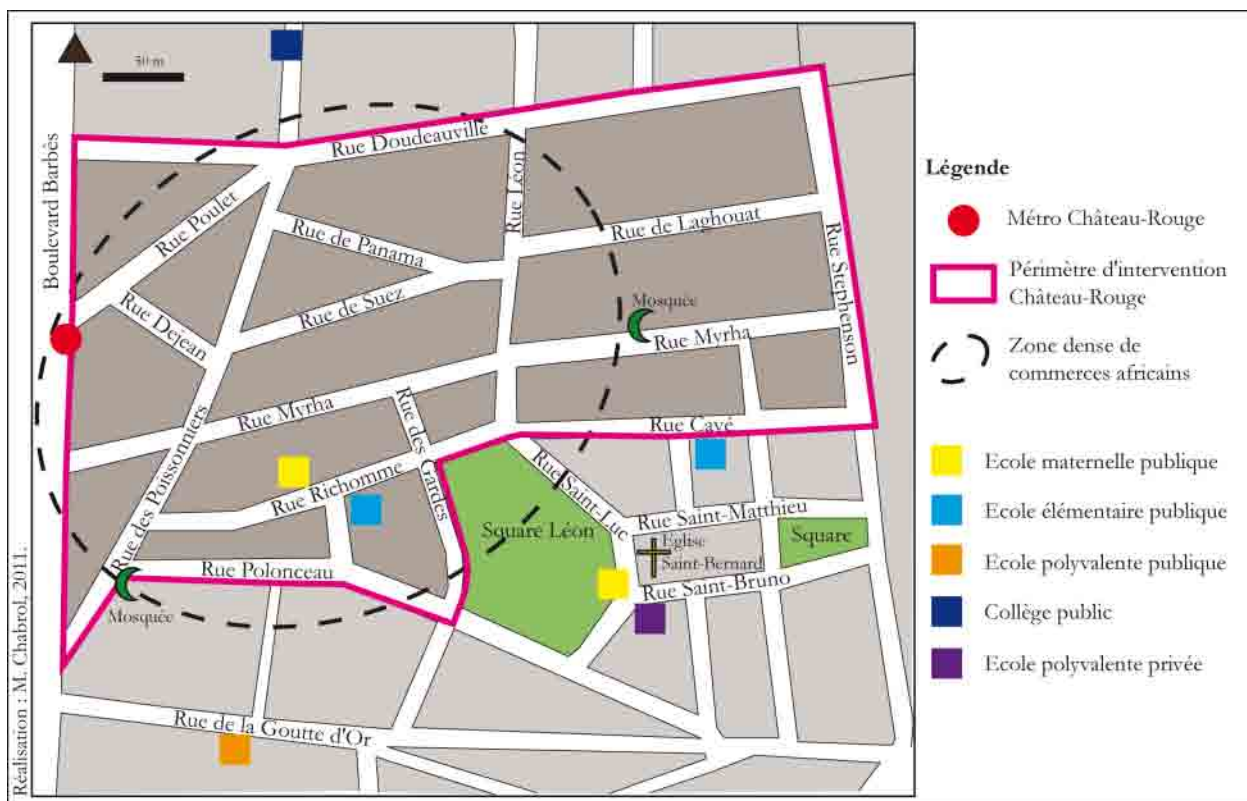 50 m
Boulevard Barbès
Rue Doudeauville
Rue Poulet
Rue Léon
Rue de Panama
Rue de Laghouat
Rue Dejean
Rue de Suez
Rue Stephenson
Mosquée
Rue Myrha
Rue Myrha
Rue des Poissonniers
Rue des Gardes
Rue Cavé
Rue Richomme
Rue Saint-Luc
Square Léon
Rue Saint-Matthieu
Eglise
Saint-Bernard
Square
Rue Polonceau
Rue Saint-Bruno
Mosquée
Rue de la Goutte d'Or
Réalisation : M. Chabrol, 2011.
Légende
Métro Château-Rouge
Périmètre d'intervention
Château-Rouge
Zone dense de
commerces africains
Ecole maternelle publique
Ecole élémentaire publique
Ecole polyvalente publique
Collège public
Ecole polyvalente privée